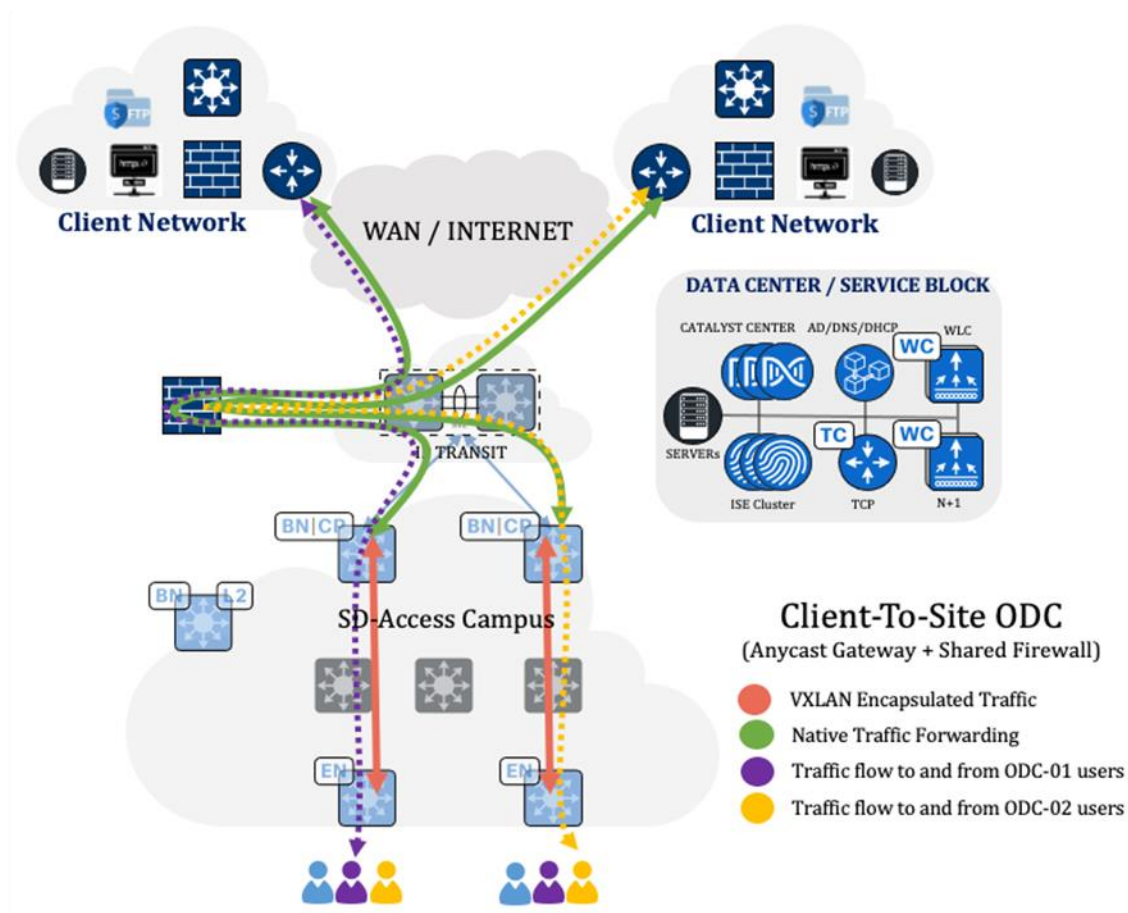 FTP
S
Client Network
WAN / INTERNET
S
FTP
Client Network
DATA CENTER / SERVICE BLOCK
CATALYST CENTER
AD/DNS/DHCP
WLC
WC
SERVERs
TC
WC
ISE Cluster
TCP
N+1
TRANSIT
BN|CP
BN|CP
BN
L2
SD-Access Campus
EN
EN
Client-To-Site ODC
(Anycast Gateway + Shared Firewall)
VXLAN Encapsulated Traffic
Native Traffic Forwarding
Traffic flow to and from ODC-01 users
Traffic flow to and from ODC-02 users